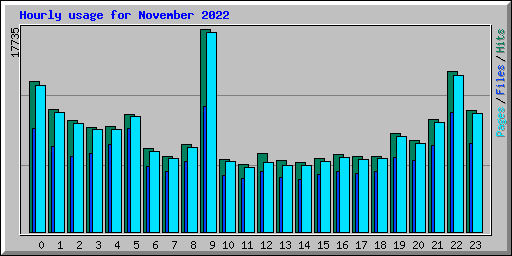 Hourly usage for November 2022
17735
Pages/Files/Hits
0 1 2 3 4 5 6 7 8 9 10 11 12 13 14 15 16 17 18 19 20 21 22 23